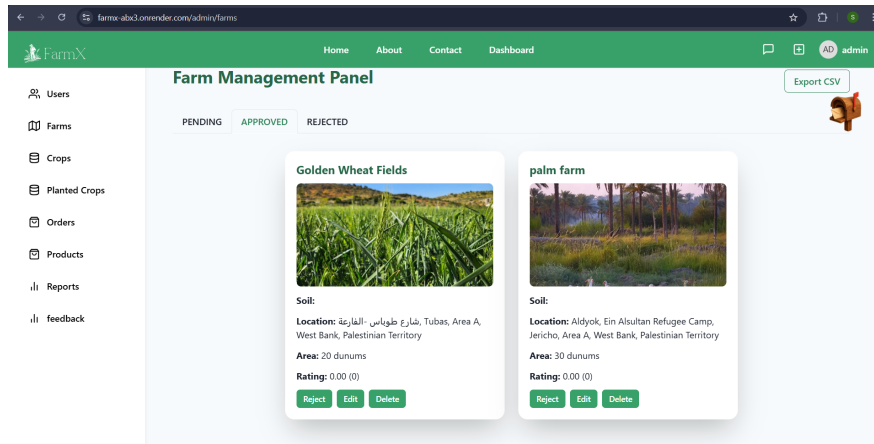 farmx-abx3.onrender.com/admin/farms
S
FarmX
Home About Contact Dashboard
AD admin
Users
Farms
Crops
Planted Crops
Orders
Products
Reports
feedback
Farm Management Panel
Export CSV
PENDING APPROVED REJECTED
Golden Wheat Fields
Soil:
Location: شارع طوباس -الفارعة, Tubas, Area A,
West Bank, Palestinian Territory
Area: 20 dunums
Rating: 0.00 (0)
Reject Edit Delete
palm farm
Soil:
Location: Aldyok, Ein Alsultan Refugee Camp,
Jericho, Area A, West Bank, Palestinian Territory
Area: 30 dunums
Rating: 0.00 (0)
Reject Edit Delete